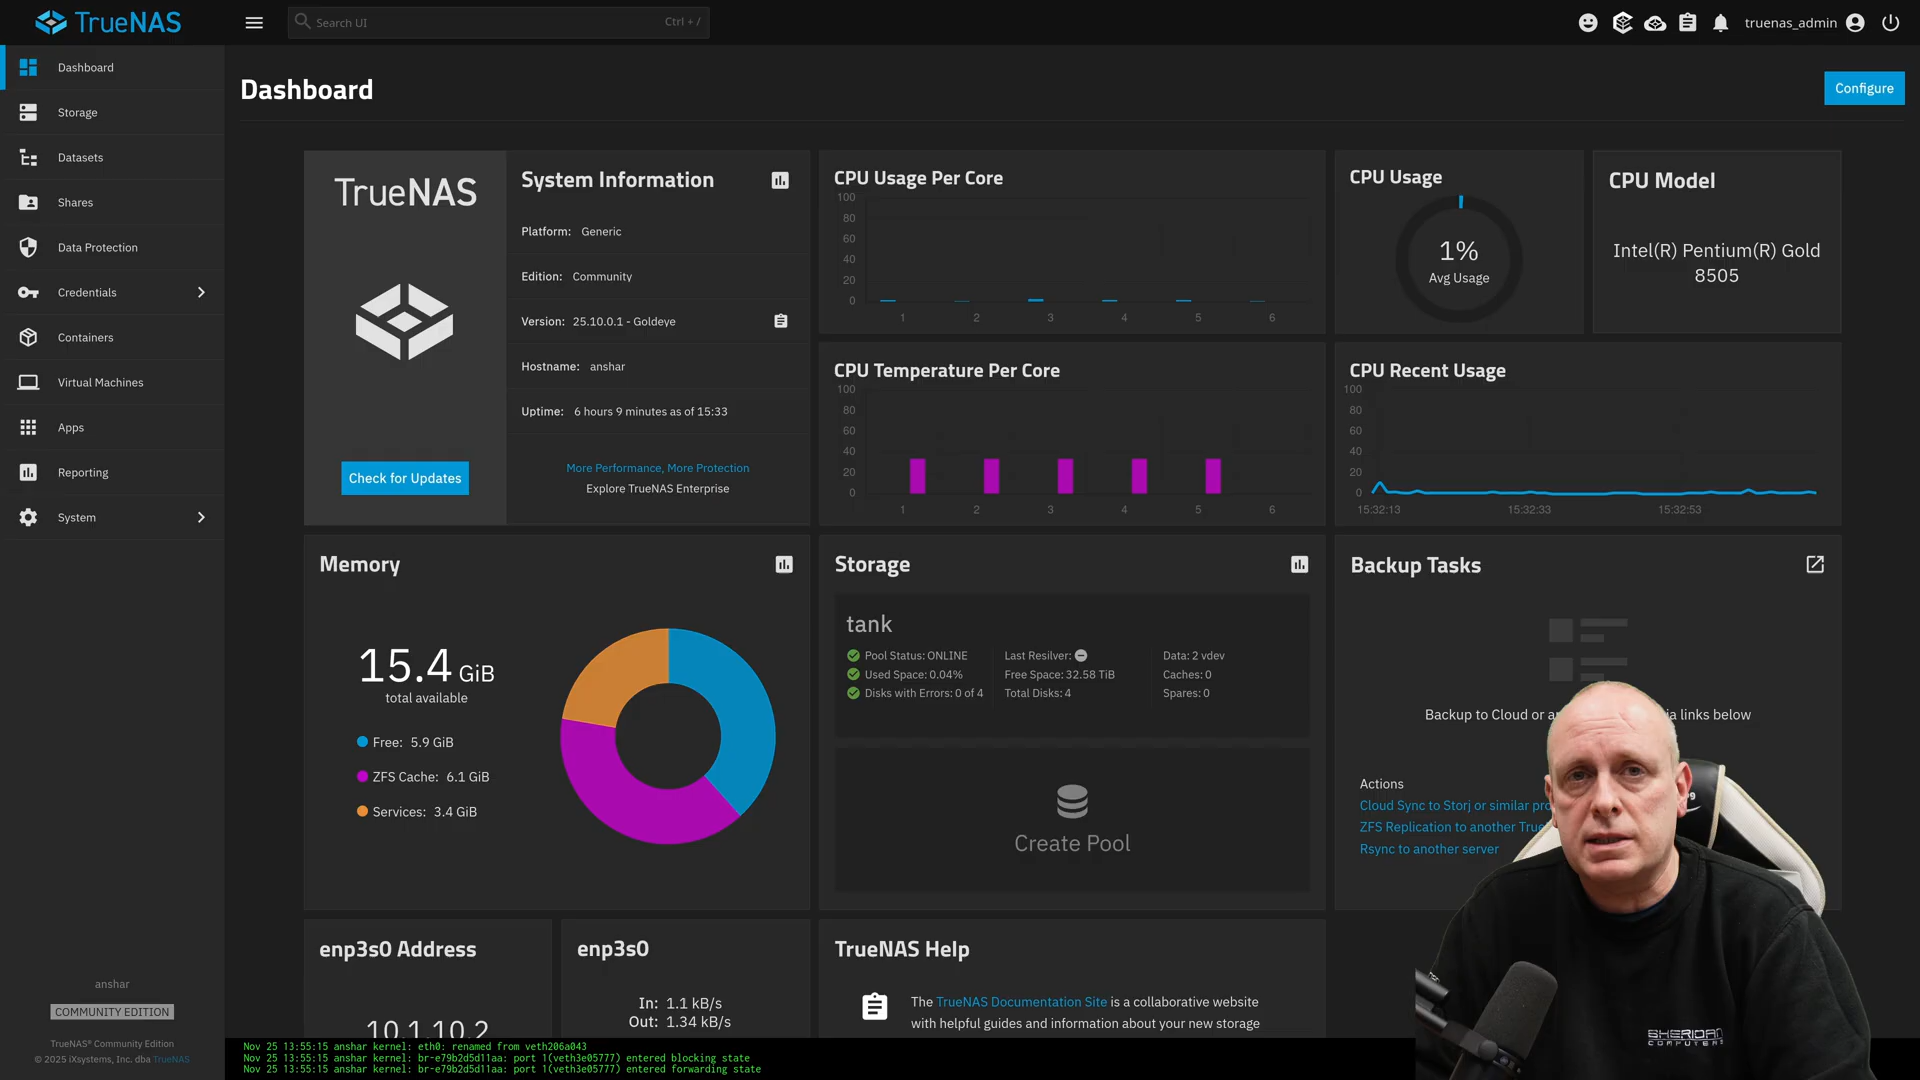 TrueNAS
Search UI
Ctrl + /
truenas_admin
Dashboard
Storage
Datasets
Shares
Data Protection
Credentials
Containers
Virtual Machines
Apps
Reporting
System
anshar
COMMUNITY EDITION
TrueNAS® Community Edition
© 2025 iXsystems, Inc. dba TrueNAS
Dashboard
Configure
TrueNAS
Check for Updates
System Information
Platform: Generic
Edition: Community
Version: 25.10.0.1 - Goldeye
Hostname: anshar
Uptime: 6 hours 9 minutes as of 15:33
More Performance, More Protection
Explore TrueNAS Enterprise
CPU Usage Per Core
100
80
60
40
20
0
1 2 3 4 5 6
CPU Usage
1%
Avg Usage
CPU Model
Intel(R) Pentium(R) Gold
8505
CPU Temperature Per Core
100
80
60
40
20
0
1 2 3 4 5 6
CPU Recent Usage
100
80
60
40
20
0
15:32:13 15:32:33 15:32:53
Memory
15.4 GiB
total available
Free: 5.9 GiB
ZFS Cache: 6.1 GiB
Services: 3.4 GiB
Storage
tank
Pool Status: ONLINE Last Resilver: Data: 2 vdev
Used Space: 0.04% Free Space: 32.58 TiB Caches: 0
Disks with Errors: 0 of 4 Total Disks: 4 Spares: 0
Create Pool
Backup Tasks
Backup to Cloud or links below
Actions
Cloud Sync to Storj or similar
ZFS Replication to another
Rsync to another server
enp3s0 Address
10.1.10.2
enp3s0
In: 1.1 kB/s
Out: 1.34 kB/s
TrueNAS Help
The TrueNAS Documentation Site is a collaborative website
with helpful guides and information about your new storage
Nov 25 13:55:15 anshar kernel: eth0: renamed from veth206a043
Nov 25 13:55:15 anshar kernel: br-e79b2d5d11aa: port 1(veth3e05777) entered blocking state
Nov 25 13:55:15 anshar kernel: br-e79b2d5d11aa: port 1(veth3e05777) entered forwarding state
SHERIDAN
COMPUTERS